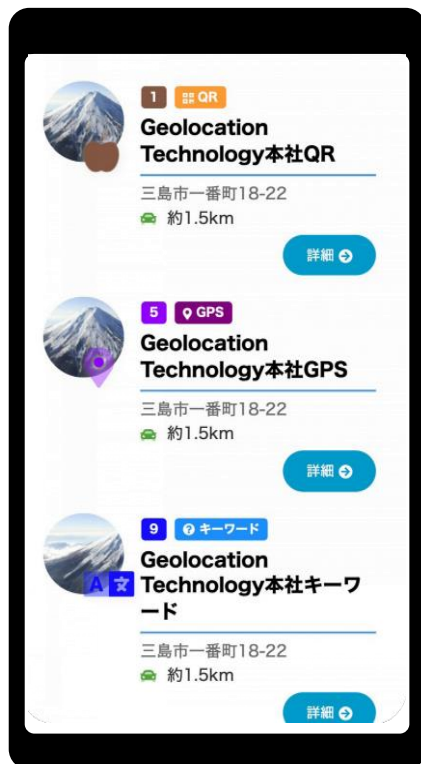 1 QR
Geolocation
Technology本社QR
三島市一番町18-22
約1.5km
詳細
5 GPS
Geolocation
Technology本社GPS
三島市一番町18-22
約1.5km
詳細
9 キーワード
A 文
Geolocation
Technology本社キーワ
ード
三島市一番町18-22
約1.5km
詳細